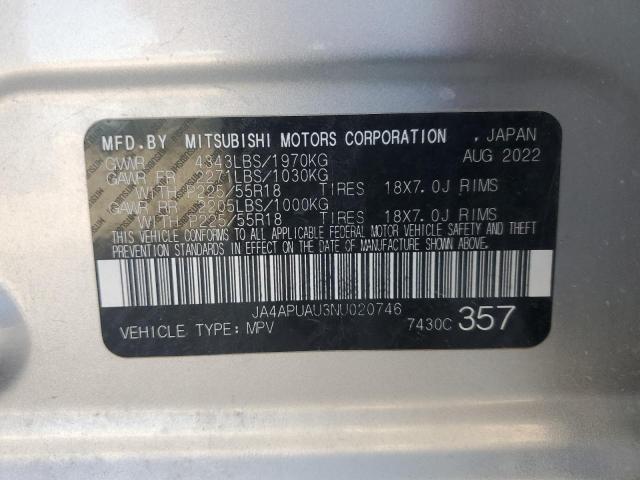 MFD.BY MITSUBISHI MOTORS CORPORATION , JAPAN
GVWR 4343LBS/1970KG AUG 2022
GAWR FR 2271LBS/1030KG
WITH P225/55R18 TIRES 18X7.0J RIMS
GAWR RR 2205LBS/1000KG
WITH P225/55R18 TIRES 18X7.0J RIMS
THIS VEHICLE CONFORMS TO ALL APPLICABLE FEDERAL MOTOR VEHICLE SAFETY AND THEFT
PREVENTION STANDARDS IN EFFECT ON THE DATE OF MANUFACTURE SHOWN ABOVE.
JA4APUAU3NU020746
VEHICLE TYPE: MPV 7430C 357